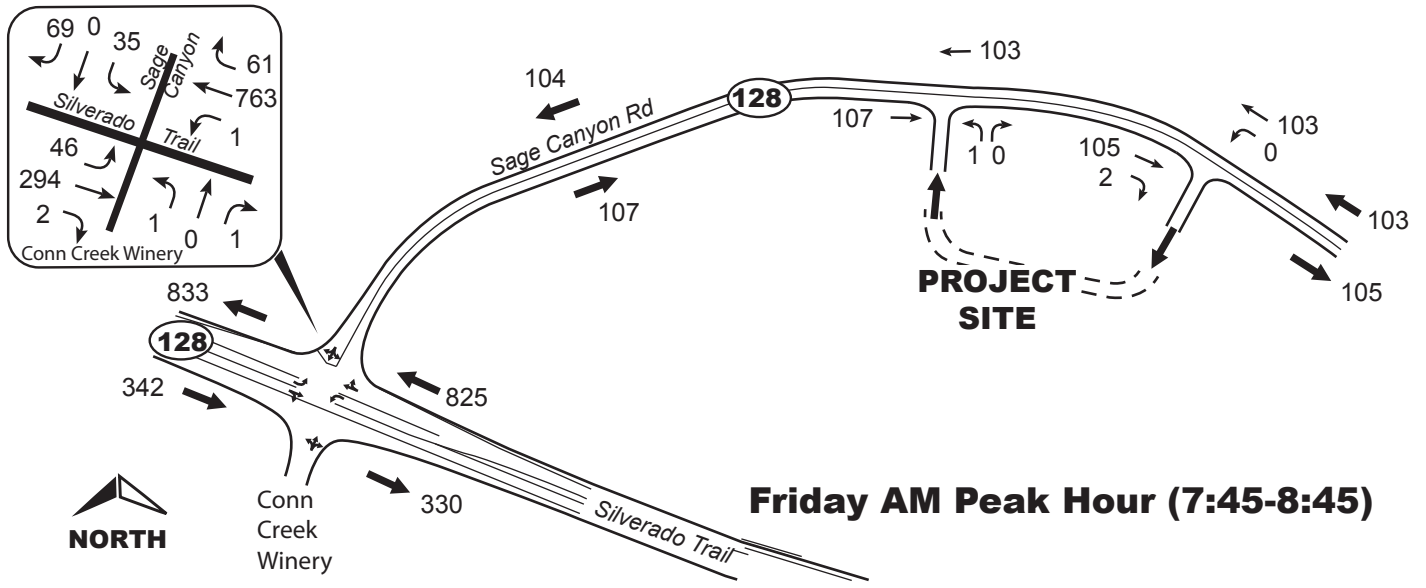 69 0
35
Sage
Canyon
61
763
Silverado
Trail
1
46
294
2
1
0
1
Conn Creek Winery
104
Sage Canyon Rd
128
107
103
107
1 0
105
2
103
0
103
105
PROJECT
SITE
833
128
342
825
330
Conn
Creek
Winery
Silverado Trail
NORTH
Friday AM Peak Hour (7:45-8:45)